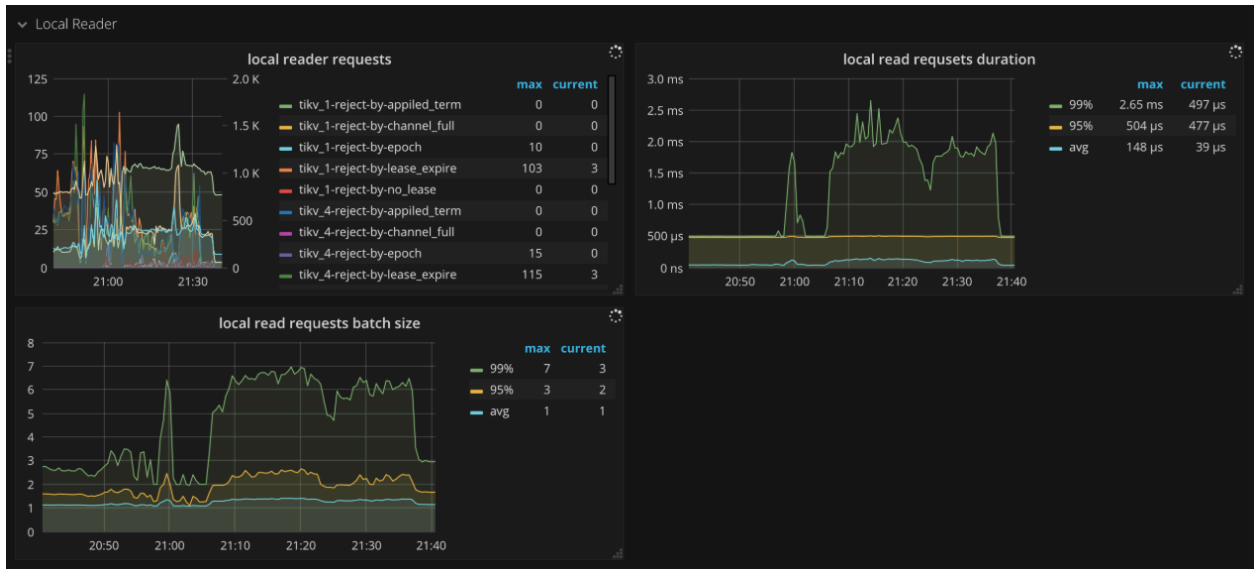 Local Reader
local reader requests
125
100
75
50
25
0
2.0 K
1.5 K
1.0 K
500
0
21:00 21:30
max current
tikv_1-reject-by-appiled_term 0 0
tikv_1-reject-by-channel_full 0 0
tikv_1-reject-by-epoch 10 0
tikv_1-reject-by-lease_expire 103 3
tikv_1-reject-by-no_lease 0 0
tikv_4-reject-by-appiled_term 0 0
tikv_4-reject-by-channel_full 0 0
tikv_4-reject-by-epoch 15 0
tikv_4-reject-by-lease_expire 115 3
local read requsets duration
3.0 ms
2.5 ms
2.0 ms
1.5 ms
1.0 ms
500 µs
0 ns
20:50 21:00 21:10 21:20 21:30 21:40
max current
99% 2.65 ms 497 µs
95% 504 µs 477 µs
avg 148 µs 39 µs
local read requests batch size
8
7
6
5
4
3
2
1
0
20:50 21:00 21:10 21:20 21:30 21:40
max current
99% 7 3
95% 3 2
avg 1 1